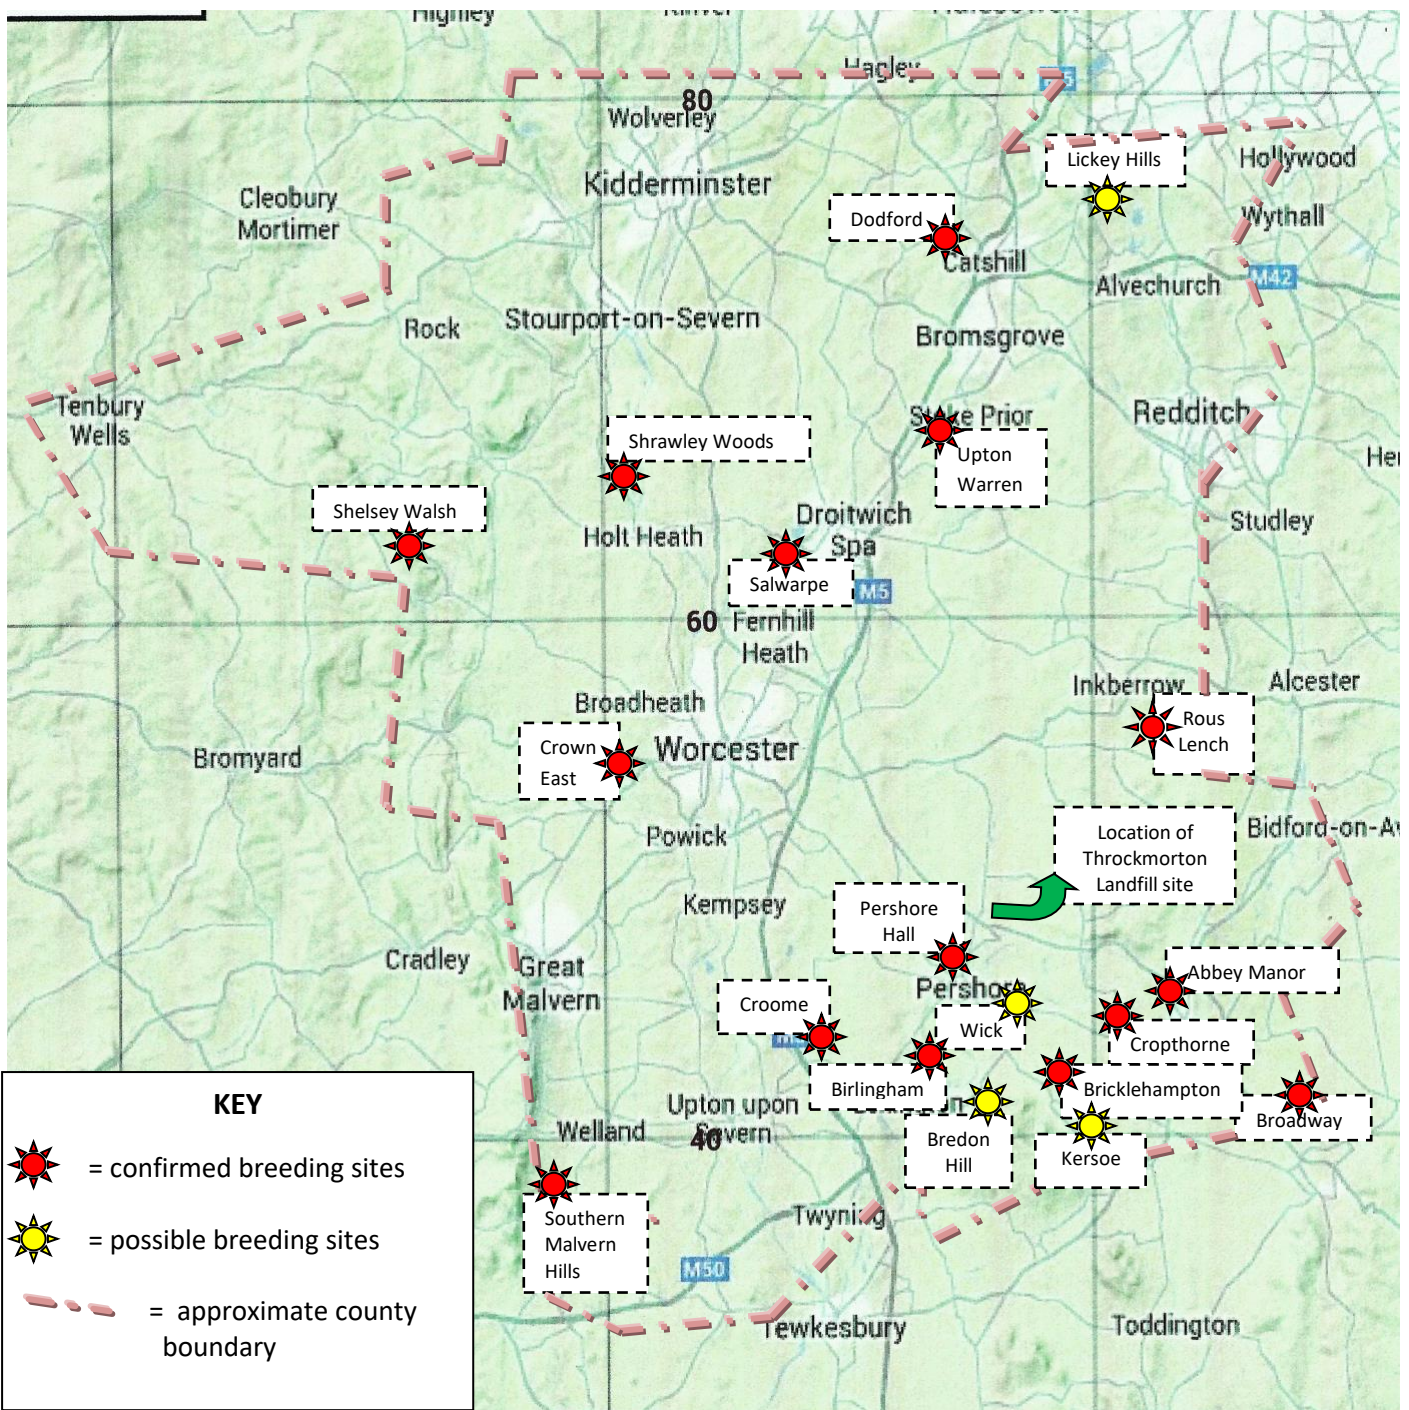 Highley
Hagley
80
Wolverley
Lickey Hills
Hollywood
Kidderminster
Cleobury
Mortimer
Dodford
Wythall
Catshill
M42
Alvechurch
Rock
Stourport-on-Severn
Bromsgrove
Tenbury
Wells
Redditch
Shrawley Woods
Upton
Warren
Shelsey Walsh
Droitwich
Spa
Studley
Holt Heath
Salwarpe
M5
60
Fernhill
Heath
Inkberrow
Alcester
Broadheath
Rous
Lench
Crown
East
Worcester
Bromyard
Powick
Location of
Throckmorton
Landfill site
Kempsey
Pershore
Hall
Cradley
Great
Malvern
Abbey Manor
Croome
Wick
Cropthorne
Birlingham
Bricklehampton
Upton upon
Severn
Welland
40
Broadway
Bredon
Hill
Kersoe
KEY
= confirmed breeding sites
= possible breeding sites
= approximate county
boundary
Southern
Malvern
Hills
Twyning
M50
Tewkesbury
Toddington